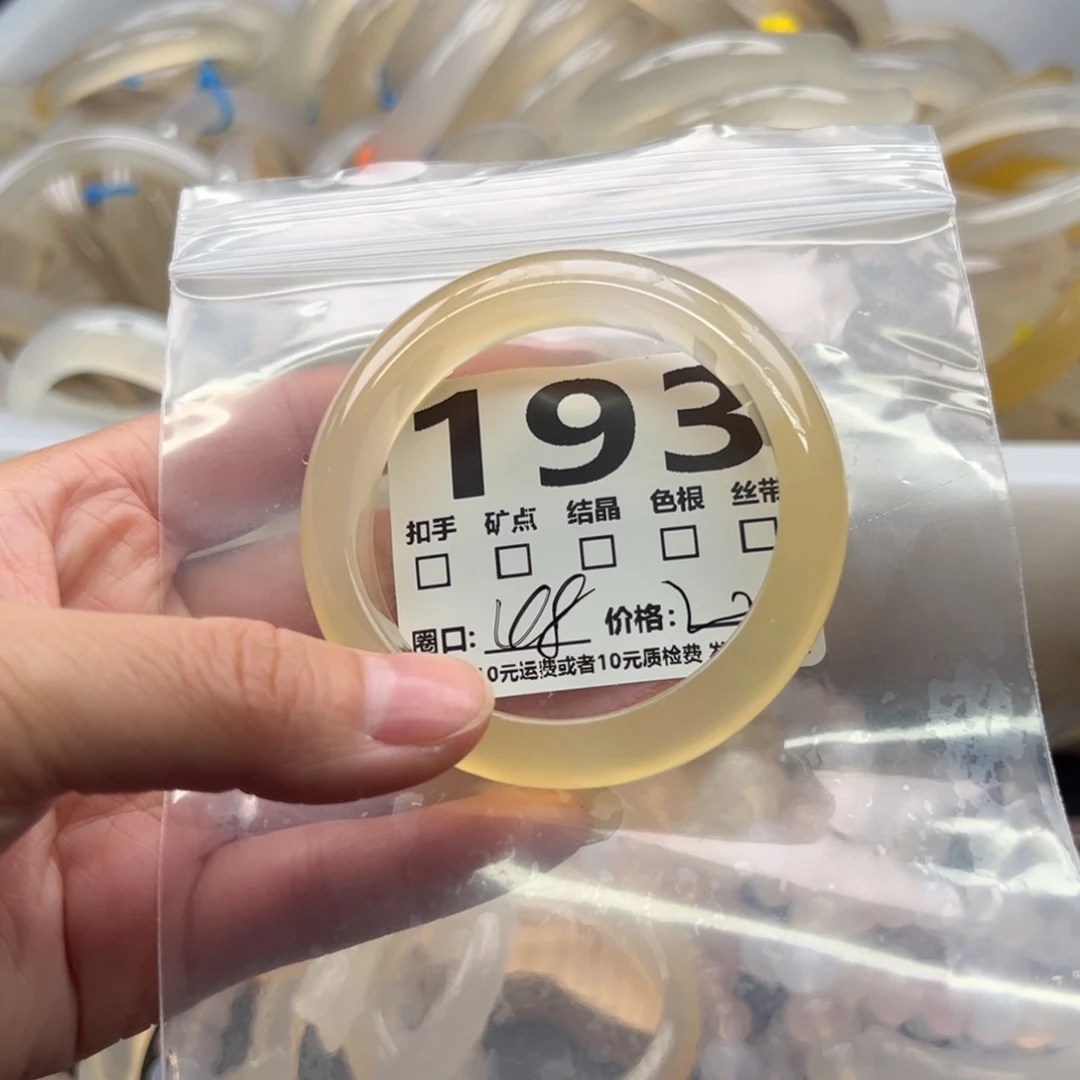 193
扣手 矿点 结晶 色根 丝带
圈口: 108 价格:
10元运费或者10元质检费